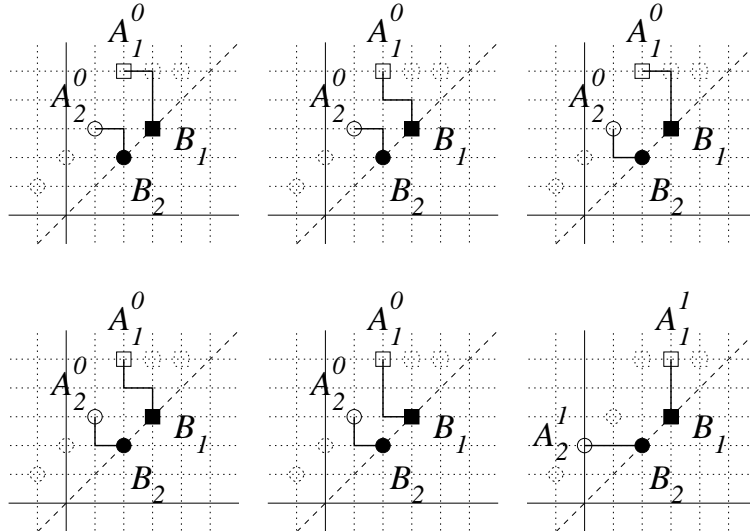 A_1^0 A_1^0 A_1^0
A_2^0 A_2^0 A_2^0
B_1 B_1 B_1
B_2 B_2 B_2
A_1^0 A_1^0 A_1^1
A_2^0 A_2^0 A_2^1
B_1 B_1 B_1
B_2 B_2 B_2